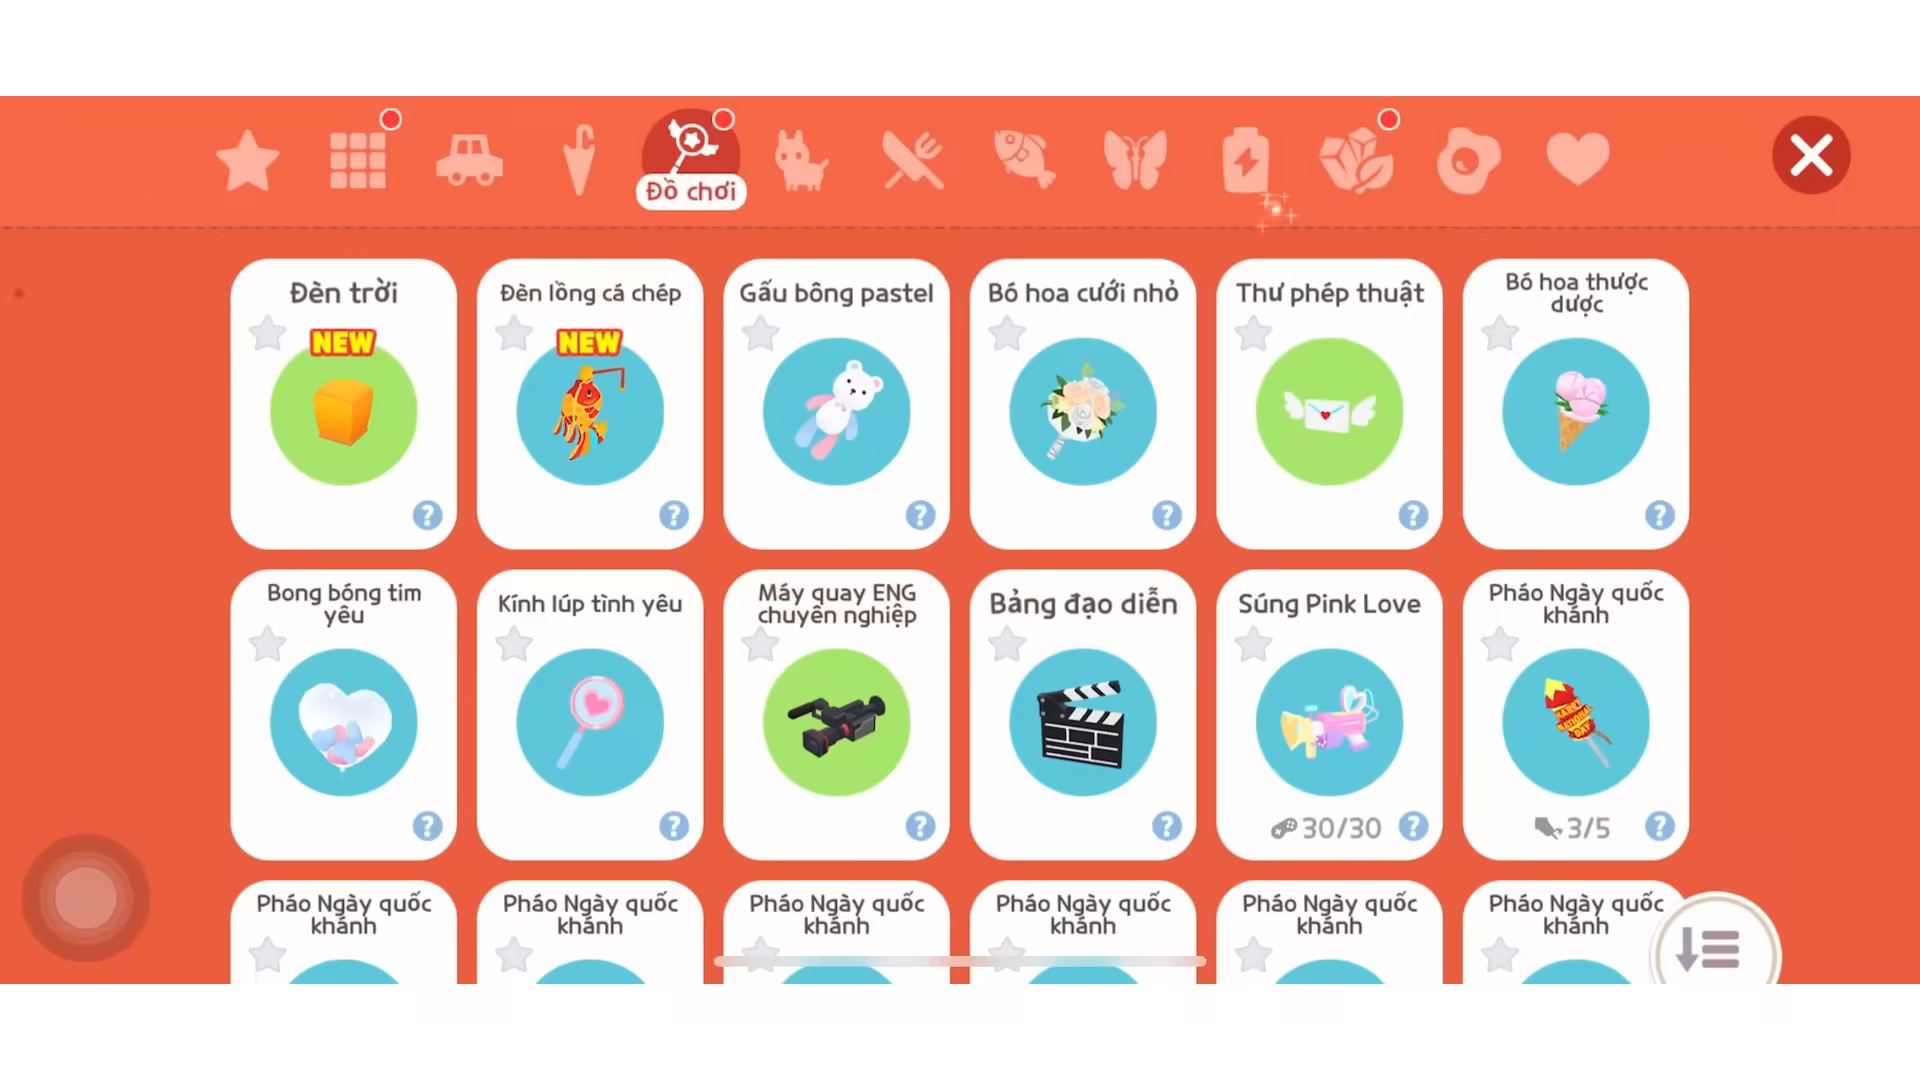 Đồ chơi
Đèn trời
Đèn lồng cá chép
Gấu bông pastel
Bó hoa cưới nhỏ
Thư phép thuật
Bó hoa thược
dược
NEW
NEW
?
?
?
?
?
?
Bong bóng tim
yêu
Kính lúp tình yêu
Máy quay ENG
chuyên nghiệp
Bảng đạo diễn
Súng Pink Love
Pháo Ngày quốc
khánh
HAPPY
NATIONAL
DAY
?
?
?
?
30/30 ?
3/5 ?
Pháo Ngày quốc
khánh
Pháo Ngày quốc
khánh
Pháo Ngày quốc
khánh
Pháo Ngày quốc
khánh
Pháo Ngày quốc
khánh
Pháo Ngày quốc
khánh